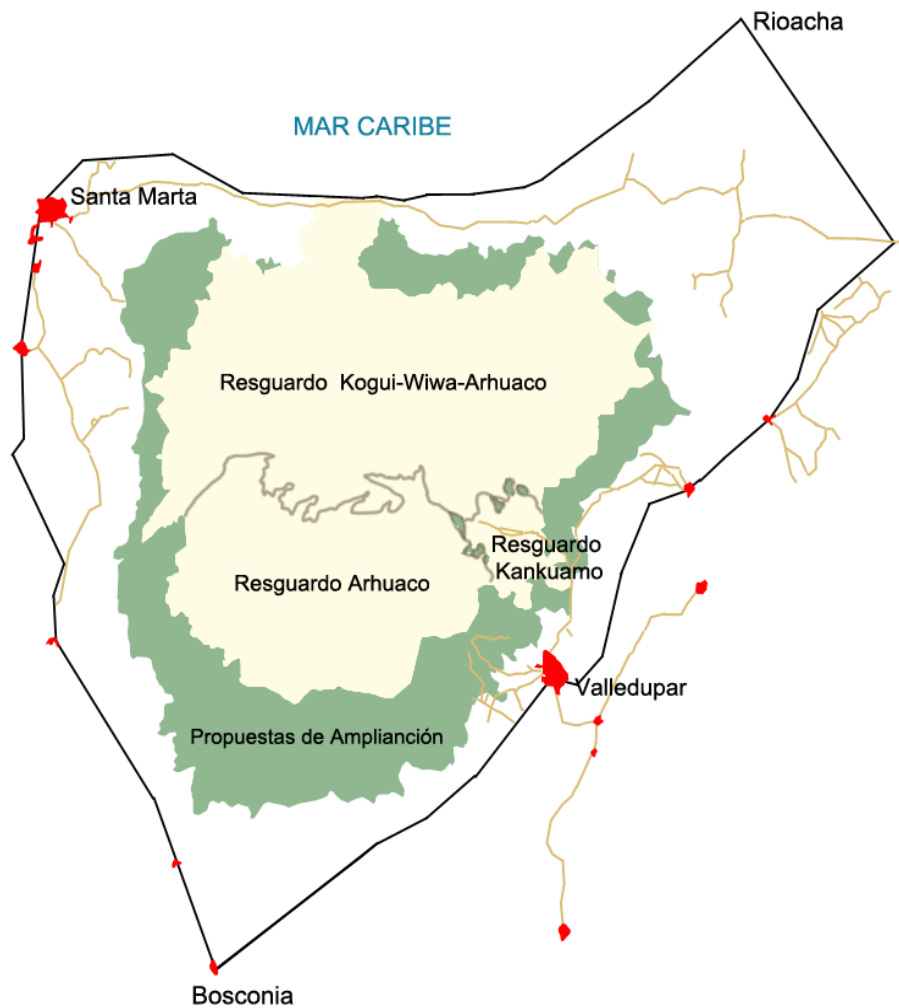 Rioacha
MAR CARIBE
Santa Marta
Resguardo Kogui-Wiwa-Arhuaco
Resguardo
Kankuamo
Resguardo Arhuaco
Valledupar
Propuestas de Amplianción
Bosconia